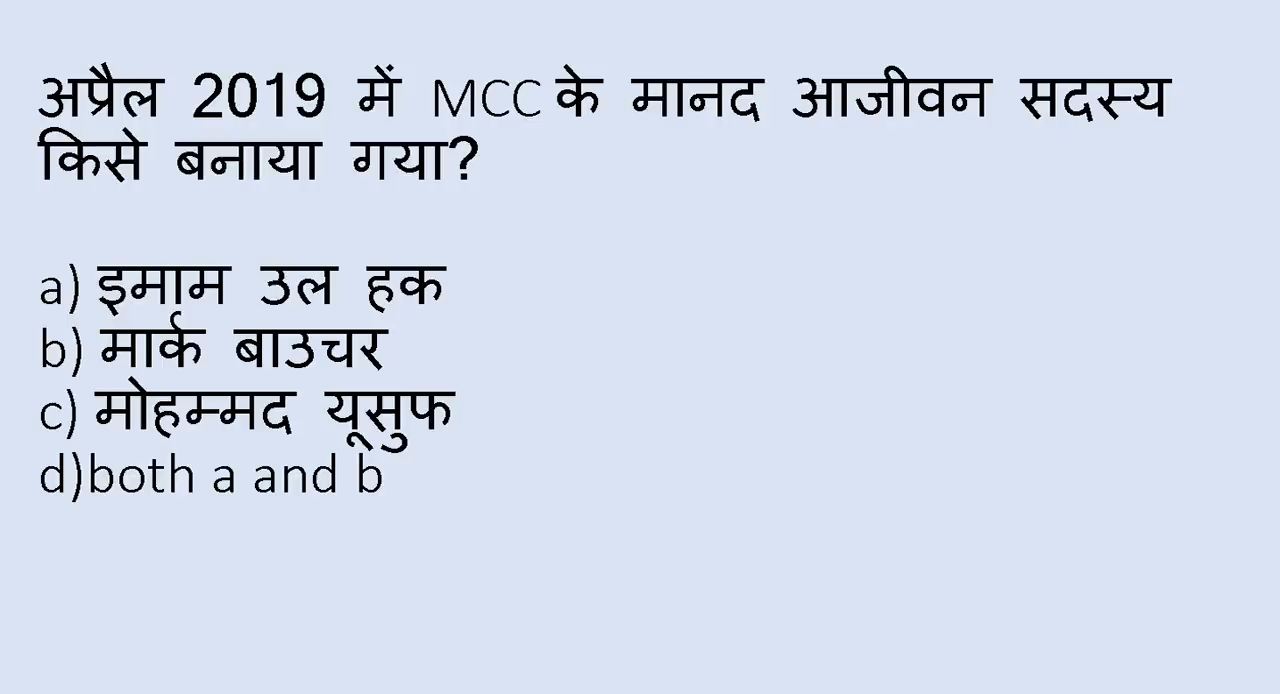 अप्रैल 2019 में MCC के मानद आजीवन सदस्य
किसे बनाया गया?
a) इमाम उल हक
b) मार्क बाउचर
c) मोहम्मद यूसुफ
d)both a and b